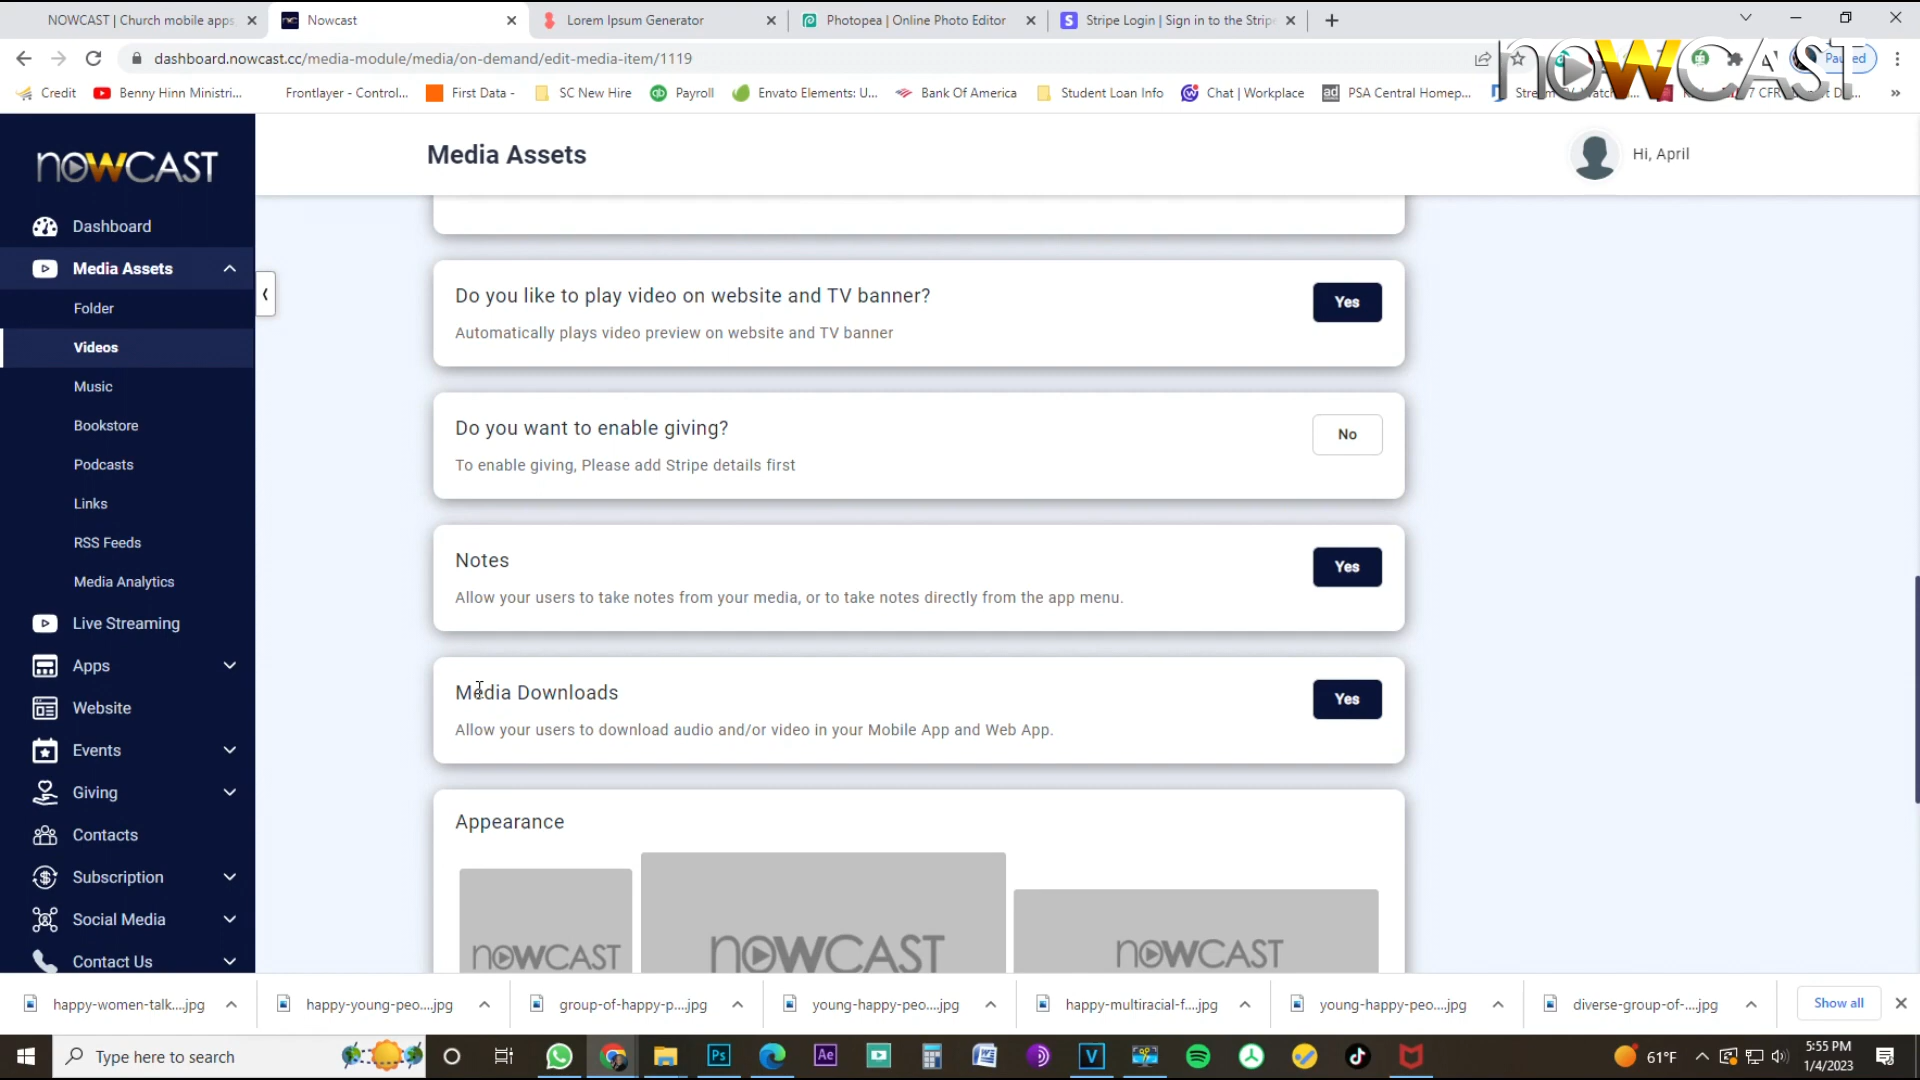 NOWCAST | Church mobile apps,
Nowcast
Lorem Ipsum Generator
Photopea | Online Photo Editor
Stripe Login | Sign in to the Stripe
dashboard.nowcast.cc/media-module/media/on-demand/edit-media-item/1119
Paused
NOWCAST
Credit
Benny Hinn Ministri...
Frontlayer - Control...
First Data -
SC New Hire
Payroll
Envato Elements: U...
Bank Of America
Student Loan Info
Chat | Workplace
PSA Central Homep...
NOWCAST
Media Assets
Hi, April
Dashboard
Media Assets
Folder
Videos
Music
Bookstore
Podcasts
Links
RSS Feeds
Media Analytics
Live Streaming
Apps
Website
Events
Giving
Contacts
Subscription
Social Media
Contact Us
Do you like to play video on website and TV banner?
Yes
Automatically plays video preview on website and TV banner
Do you want to enable giving?
No
To enable giving, Please add Stripe details first
Notes
Yes
Allow your users to take notes from your media, or to take notes directly from the app menu.
Media Downloads
Yes
Allow your users to download audio and/or video in your Mobile App and Web App.
Appearance
NOWCAST
NOWCAST
NOWCAST
happy-women-talk....jpg
happy-young-peo....jpg
group-of-happy-p....jpg
young-happy-peo....jpg
happy-multiracial-f....jpg
young-happy-peo....jpg
diverse-group-of-....jpg
Show all
Type here to search
Ps
Ae
V
61°F
5:55 PM
1/4/2023